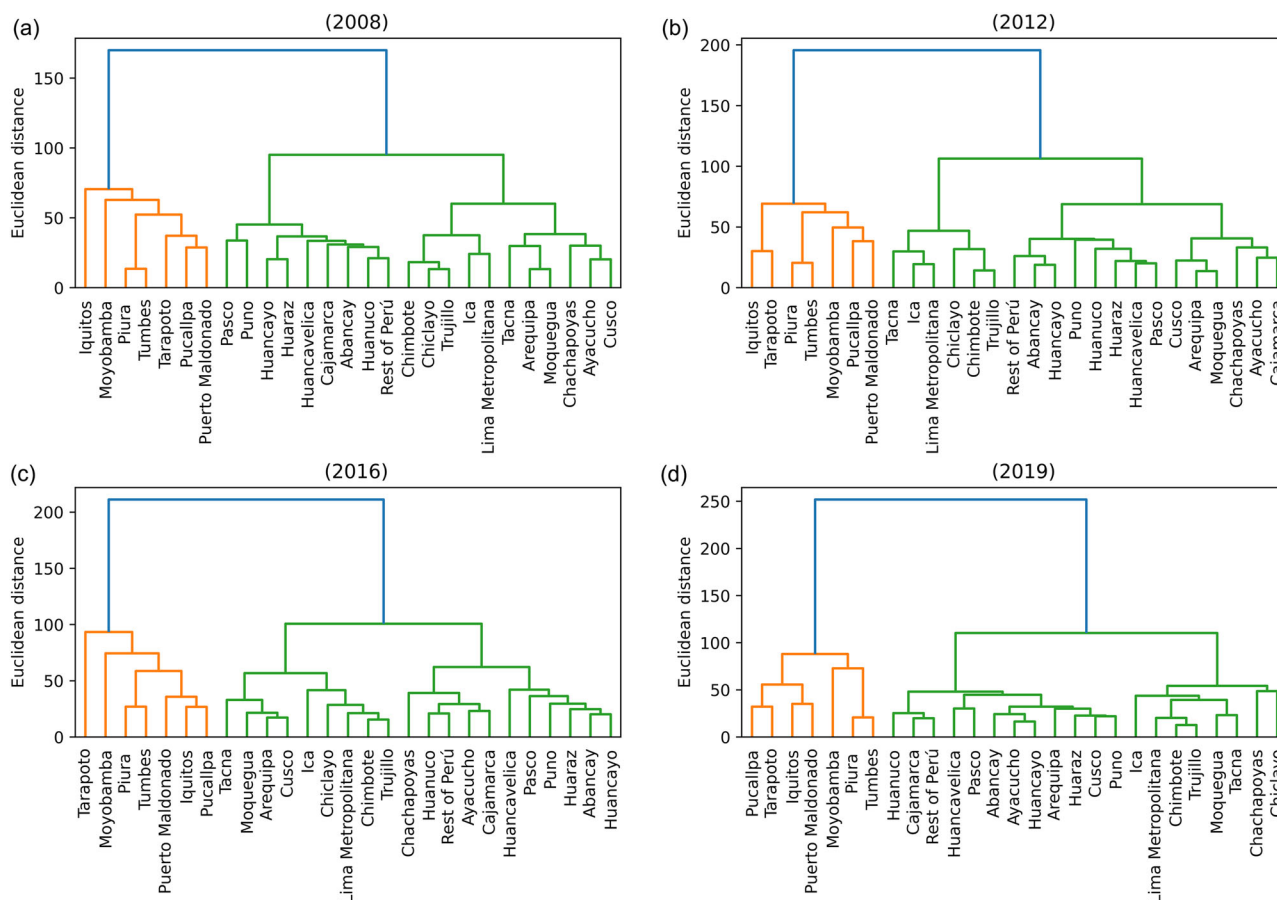 (a)
(2008)
Euclidean distance
150
100
50
0
Iquitos
Moyobamba
Piura
Tumbes
Tarapoto
Pucallpa
Puerto Maldonado
Pasco
Puno
Huancayo
Huaraz
Huancavelica
Cajamarca
Abancay
Huanuco
Rest of Perú
Chimbote
Chiclayo
Trujillo
Ica
Lima Metropolitana
Tacna
Arequipa
Moquegua
Chachapoyas
Ayacucho
Cusco
(b)
(2012)
Euclidean distance
200
150
100
50
0
Iquitos
Tarapoto
Piura
Tumbes
Moyobamba
Pucallpa
Puerto Maldonado
Tacna
Ica
Lima Metropolitana
Chiclayo
Chimbote
Trujillo
Rest of Perú
Abancay
Huancayo
Puno
Huanuco
Huaraz
Huancavelica
Pasco
Cusco
Arequipa
Moquegua
Chachapoyas
Ayacucho
Cajamarca
(c)
(2016)
Euclidean distance
200
150
100
50
0
Tarapoto
Moyobamba
Piura
Tumbes
Puerto Maldonado
Iquitos
Pucallpa
Tacna
Moquegua
Arequipa
Cusco
Ica
Chiclayo
Lima Metropolitana
Chimbote
Trujillo
Chachapoyas
Huanuco
Rest of Perú
Ayacucho
Cajamarca
Huancavelica
Pasco
Puno
Huaraz
Abancay
Huancayo
(d)
(2019)
Euclidean distance
250
200
150
100
50
0
Pucallpa
Tarapoto
Iquitos
Puerto Maldonado
Moyobamba
Piura
Tumbes
Huanuco
Cajamarca
Rest of Perú
Huancavelica
Pasco
Abancay
Ayacucho
Huancayo
Arequipa
Huaraz
Cusco
Puno
Ica
Lima Metropolitana
Chimbote
Trujillo
Moquegua
Tacna
Chachapoyas
Chiclayo